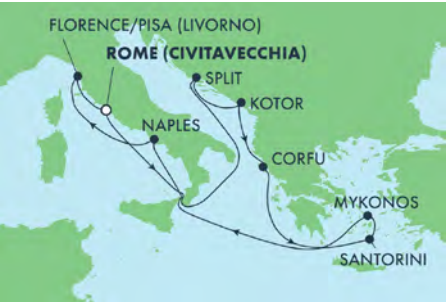 FLORENCE/PISA (LIVORNO)
ROME (CIVITAVECCHIA)
SPLIT
KOTOR
NAPLES
CORFU
MYKONOS
SANTORINI